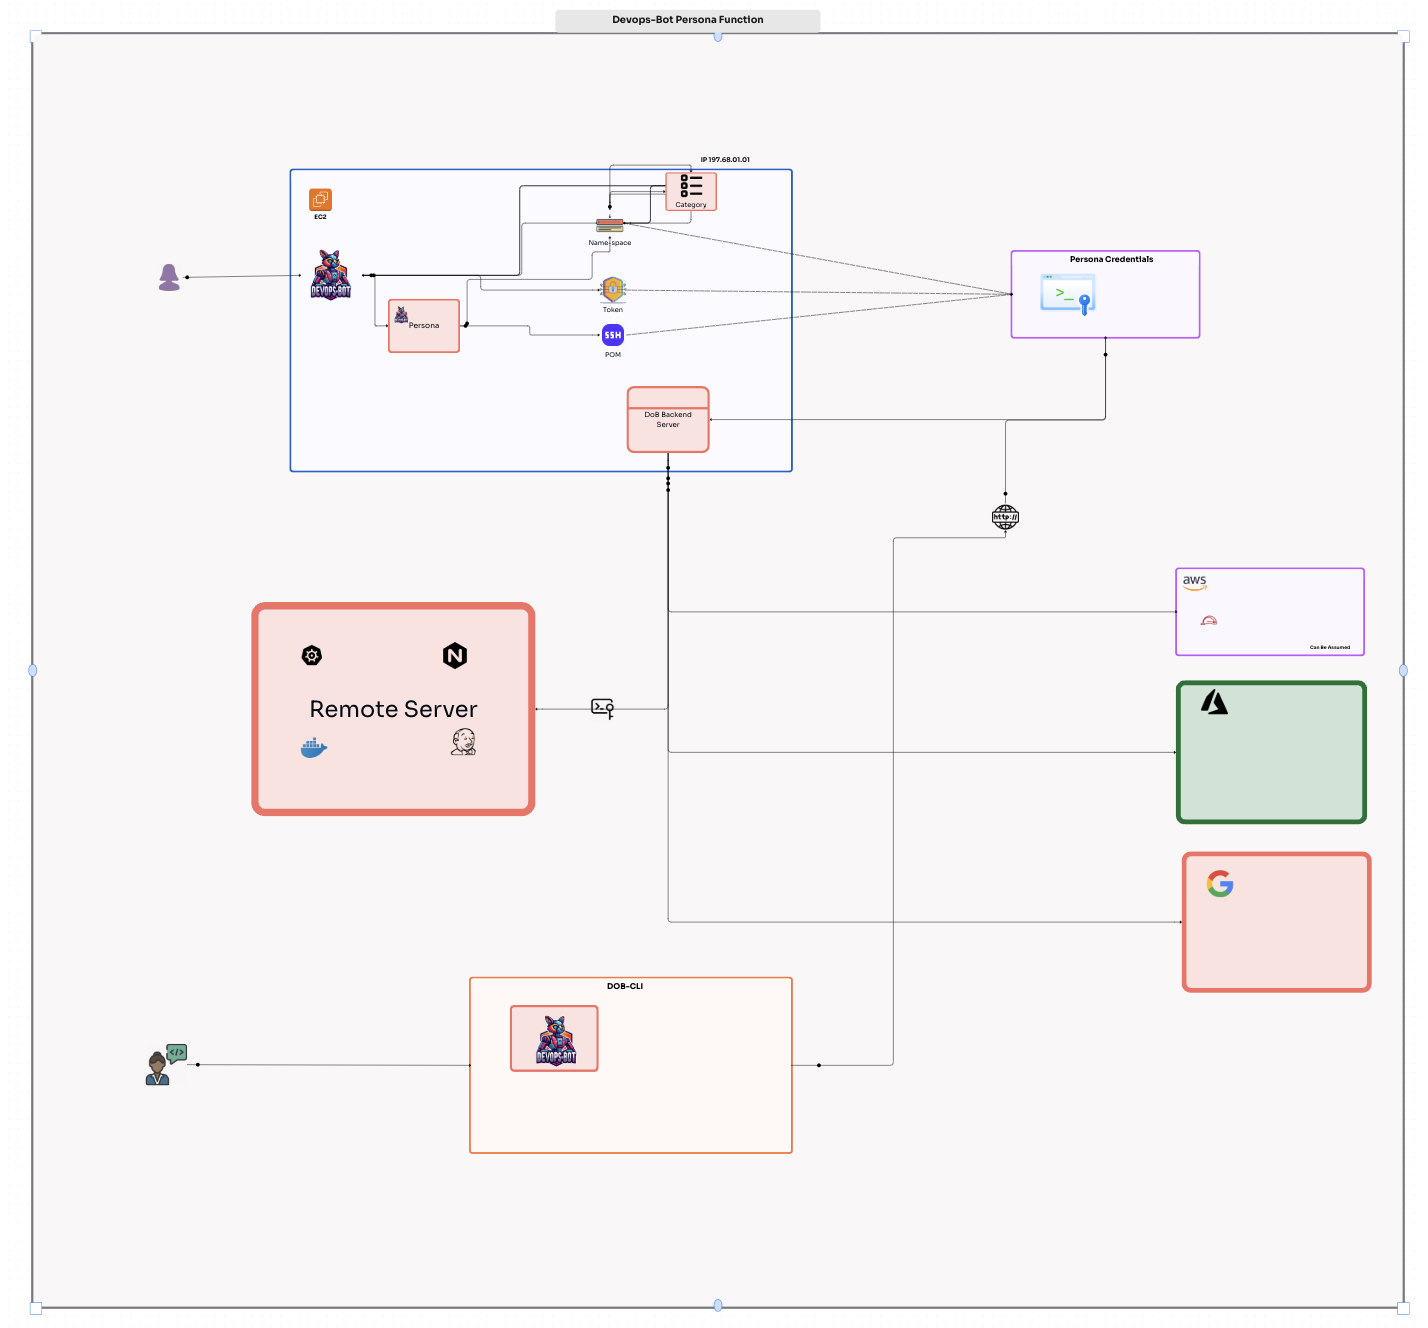 Devops-Bot Persona Function
IP 197.68.01.01
EC2
Category
Name-space
DEVOPS-BOT
Persona
Token
SSH
POM
Persona Credentials
>_
DoB Backend
Server
http://
aws
Can Be Assumed
N
Remote Server
DOB-CLI
DEVOPS-BOT